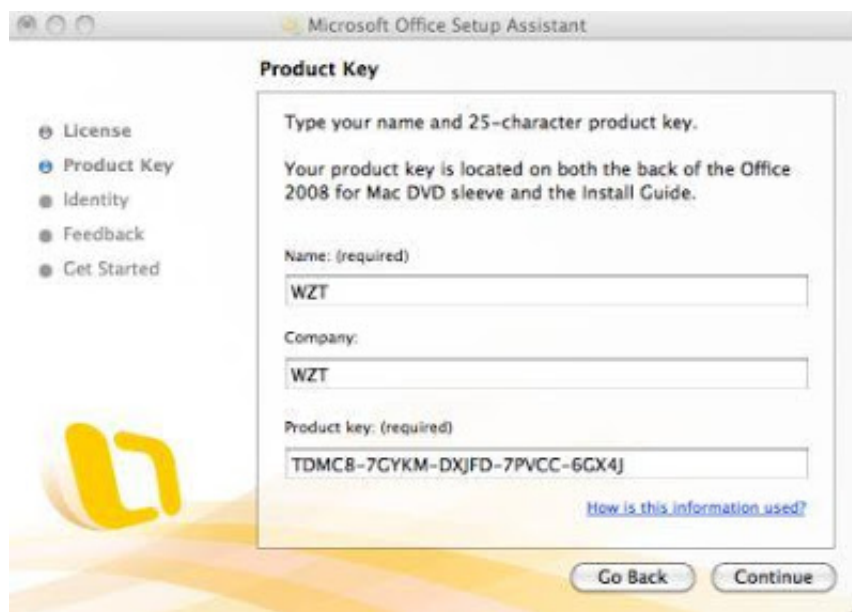 Microsoft Office Setup Assistant
Product Key
License
Product Key
Identity
Feedback
Get Started
Type your name and 25-character product key.
Your product key is located on both the back of the Office
2008 for Mac DVD sleeve and the Install Guide.
Name: (required)
WZT
Company:
WZT
Product key: (required)
TDMC8-7GYKM-DXJFD-7PVCC-6GX4J
How is this information used?
Go Back
Continue